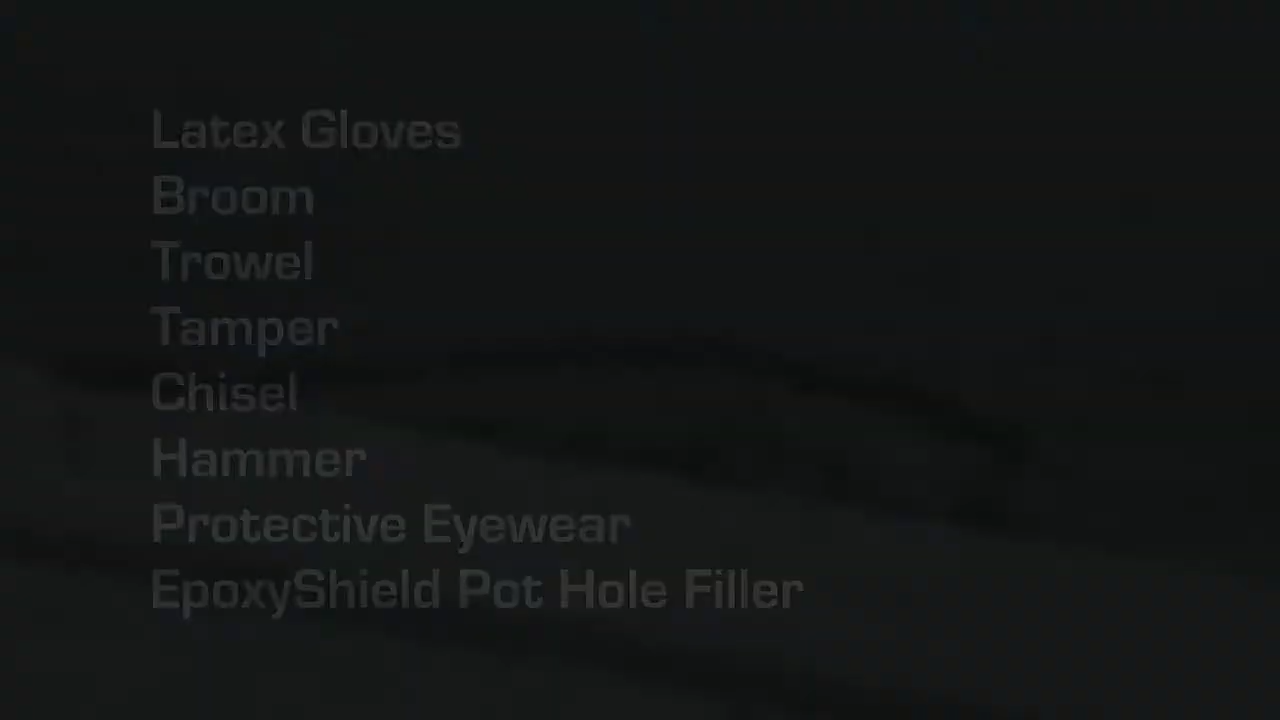 Latex Gloves
Broom
Trowel
Tamper
Chisel
Hammer
Protective Eyewear
EpoxyShield Pot Hole Filler